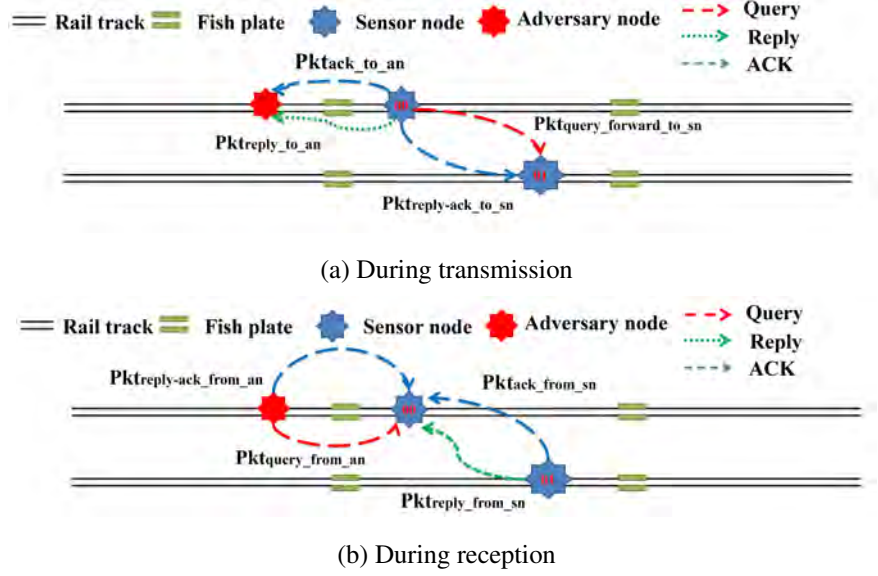 Rail track Fish plate Sensor node Adversary node Query
Reply
ACK
Pktack_to_an
Pktquery_forward_to_sn
Pktreply_to_an
Pktreply-ack_to_sn
(a) During transmission
Rail track Fish plate Sensor node Adversary node Query
Reply
ACK
Pktreply-ack_from_an
Pktack_from_sn
Pktquery_from_an
Pktreply_from_sn
(b) During reception